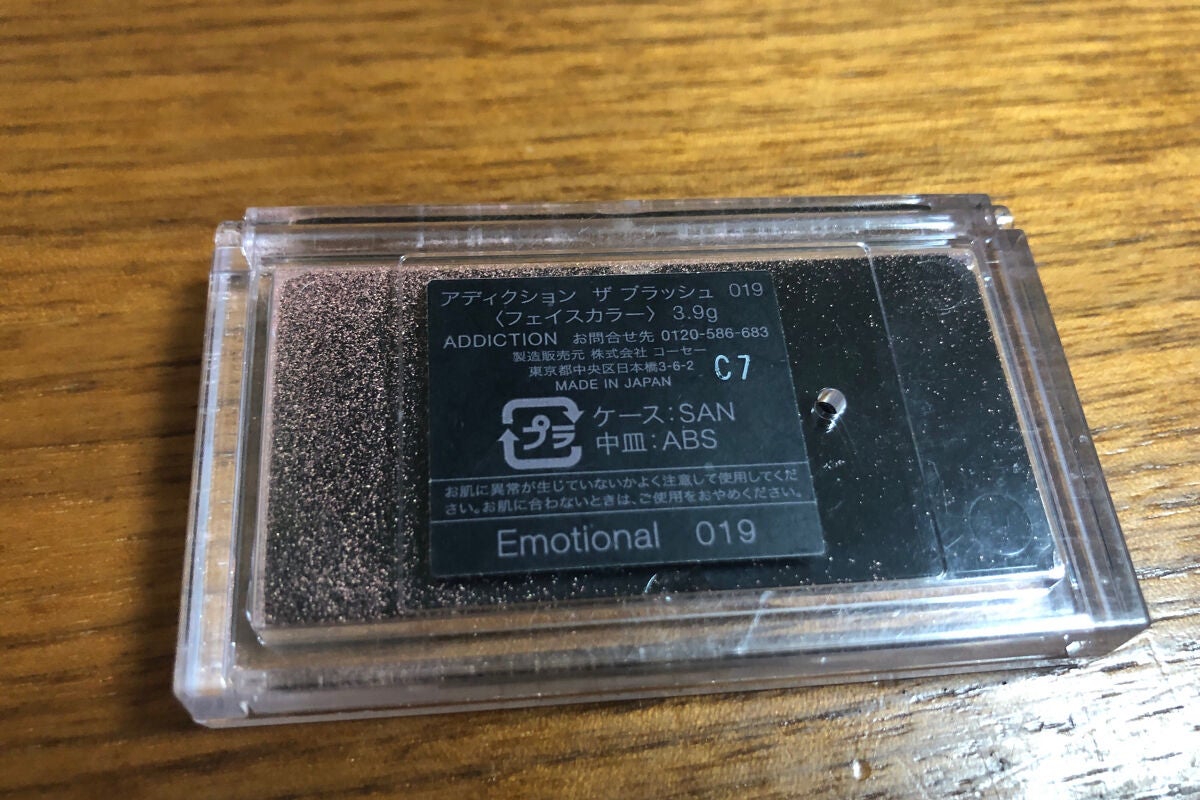 アディクション ザ ブラッシュ 019
〈フェイスカラー〉 3.9g
ADDICTION お問合せ先 0120-586-683
製造販売元 株式会社 コーセー
東京都中央区日本橋3-6-2
MADE IN JAPAN
C7
プラ
ケース:SAN
中皿:ABS
お肌に異常が生じていないかよく注意して使用してくだ
さい。お肌に合わないときは、ご使用をおやめください。
Emotional 019